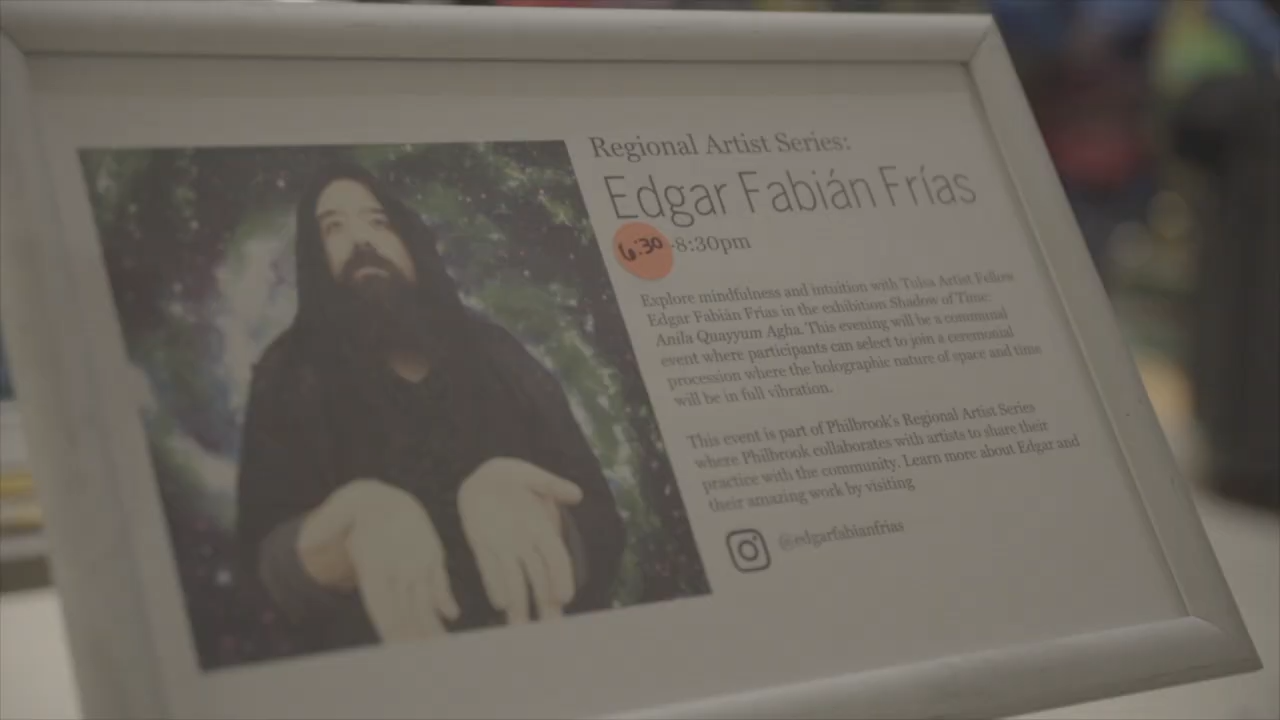 Regional Artist Series:
Edgar Fabián Frías
6:30-8:30pm
Explore mindfulness and intuition with Tulsa Artist Fellow
Edgar Fabián Frías in the exhibition Shadow of Time:
Anila Quayyum Agha. This evening will be a communal
event where participants can select to join a ceremonial
procession where the holographic nature of space and time
will be in full vibration.
This event is part of Philbrook's Regional Artist Series
where Philbrook collaborates with artists to share their
practice with the community. Learn more about Edgar and
their amazing work by visiting
@edgarfabianfrias